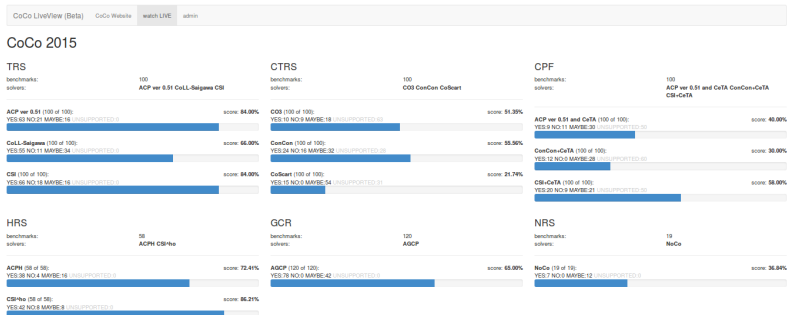 CoCo LiveView (Beta) CoCo Website watch LIVE admin
CoCo 2015
TRS
benchmarks: 100
solvers: ACP ver 0.51 CoLL-Saigawa CSI
ACP ver 0.51 (100 of 100): score: 84.00%
YES:63 NO:21 MAYBE:16 UNSUPPORTED:0
CoLL-Saigawa (100 of 100): score: 66.00%
YES:55 NO:11 MAYBE:34 UNSUPPORTED:0
CSI (100 of 100): score: 84.00%
YES:66 NO:18 MAYBE:16 UNSUPPORTED:0
CTRS
benchmarks: 100
solvers: CO3 ConCon CoScart
CO3 (100 of 100): score: 51.35%
YES:10 NO:9 MAYBE:18 UNSUPPORTED:63
ConCon (100 of 100): score: 55.56%
YES:24 NO:16 MAYBE:32 UNSUPPORTED:28
CoScart (100 of 100): score: 21.74%
YES:15 NO:0 MAYBE:54 UNSUPPORTED:31
CPF
benchmarks: 100
solvers: ACP ver 0.51 and CeTA ConCon+CeTA
CSI+CeTA
ACP ver 0.51 and CeTA (100 of 100): score: 40.00%
YES:9 NO:11 MAYBE:30 UNSUPPORTED:50
ConCon+CeTA (100 of 100): score: 30.00%
YES:12 NO:0 MAYBE:28 UNSUPPORTED:60
CSI+CeTA (100 of 100): score: 58.00%
YES:20 NO:9 MAYBE:21 UNSUPPORTED:50
HRS
benchmarks: 58
solvers: ACPH CSI^ho
ACPH (58 of 58): score: 72.41%
YES:38 NO:4 MAYBE:16 UNSUPPORTED:0
CSI^ho (58 of 58): score: 86.21%
YES:42 NO:8 MAYBE:8 UNSUPPORTED:0
GCR
benchmarks: 120
solvers: AGCP
AGCP (120 of 120): score: 65.00%
YES:78 NO:0 MAYBE:42 UNSUPPORTED:0
NRS
benchmarks: 19
solvers: NoCo
NoCo (19 of 19): score: 36.84%
YES:7 NO:0 MAYBE:12 UNSUPPORTED:0